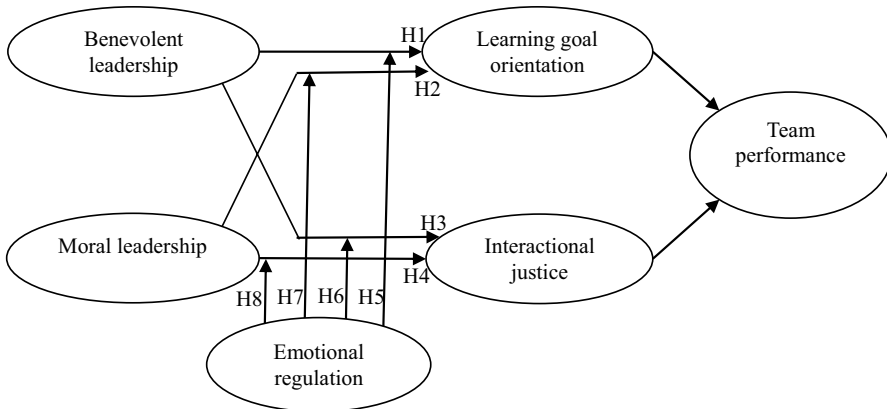 Benevolent
leadership
H1
Learning goal
orientation
H2
Team
performance
Moral leadership
H3
Interactional
justice
H4
H8
H7
H6
H5
Emotional
regulation